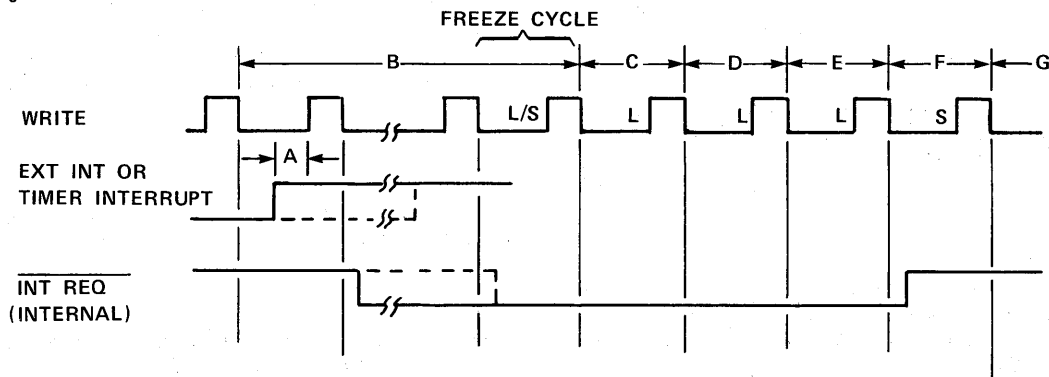 FREEZE CYCLE
B C D E F G
WRITE L/S L L L S
A
EXT INT OR
TIMER INTERRUPT
INT REQ
(INTERNAL)